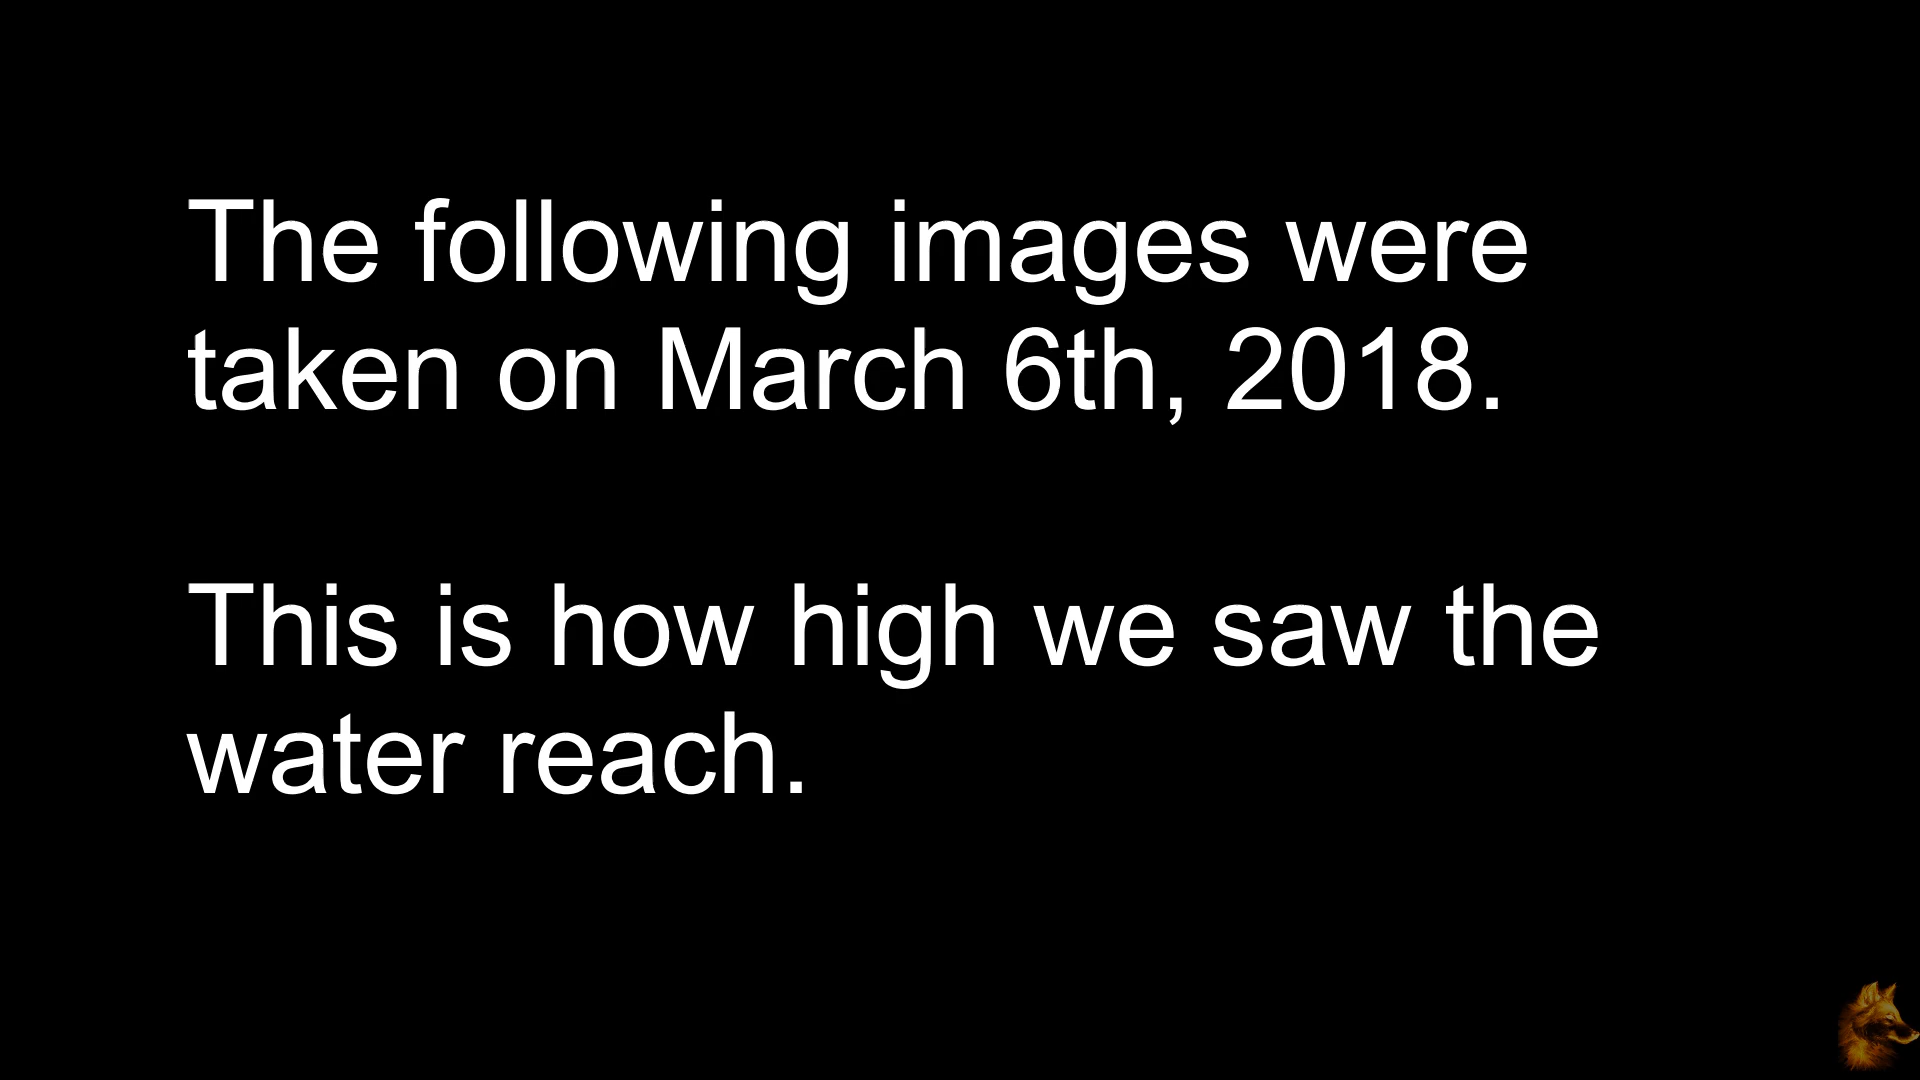 The following images were
taken on March 6th, 2018.
This is how high we saw the
water reach.